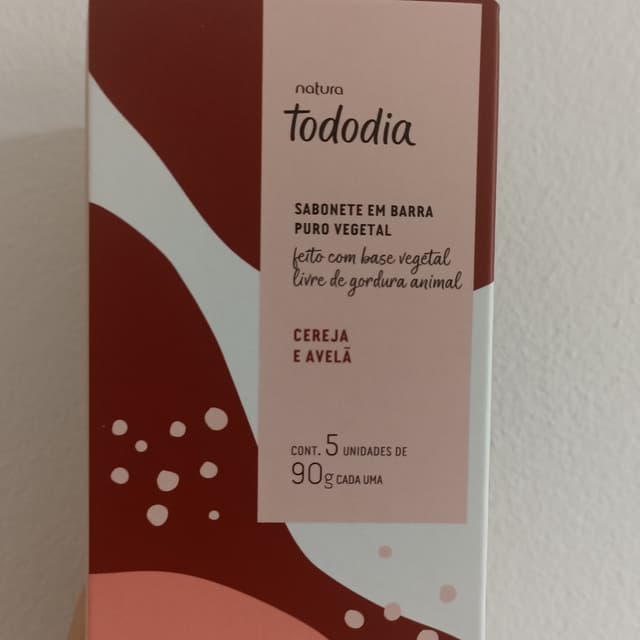 natura
Tododia
SABONETE EM BARRA
PURO VEGETAL
feito com base vegetal
livre de gordura animal
CEREJA
E AVELÃ
CONT. 5 UNIDADES DE
90g CADA UMA